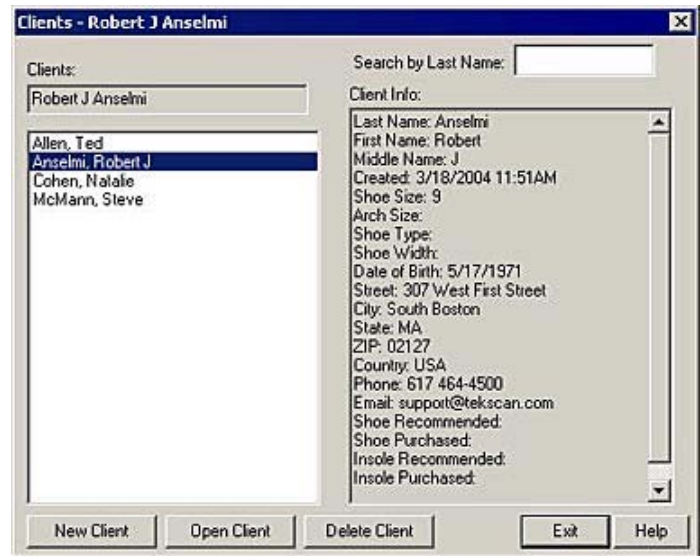 Clients - Robert J Anselmi
Clients:
Robert J Anselmi
Allen, Ted
Anselmi, Robert J
Cohen, Natalie
McMann, Steve
Search by Last Name:
Client Info:
Last Name: Anselmi
First Name: Robert
Middle Name: J
Created: 3/18/2004 11:51AM
Shoe Size: 9
Arch Size:
Shoe Type:
Shoe Width:
Date of Birth: 5/17/1971
Street: 307 West First Street
City: South Boston
State: MA
ZIP: 02127
Country: USA
Phone: 617 464-4500
Email: support@tekscan.com
Shoe Recommended:
Shoe Purchased:
Insole Recommended:
Insole Purchased:
New Client Open Client Delete Client Exit Help